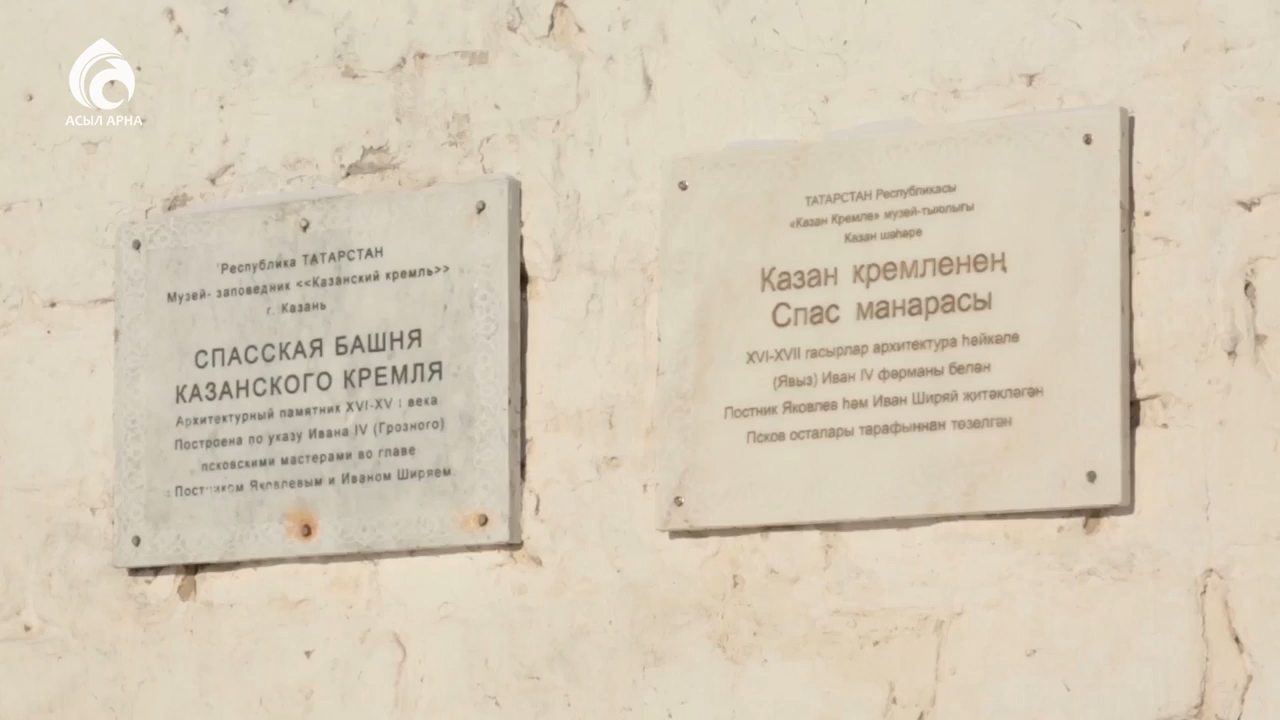 АСЫЛ АРНА
Республика ТАТАРСТАН
Музей- заповедник <<Казанский кремль>>
г. Казань
СПАССКАЯ БАШНЯ
КАЗАНСКОГО КРЕМЛЯ
Архитектурный памятник XVI-XV I века
Построена по указу Ивана IV (Грозного)
псковскими мастерами во главе
с Постником Яковлевым и Иваном Ширяем.
ТАТАРСТАН Республикасы
«Казан Кремле» музей-тыюлыгы
Казан шәһәре
Казан кремленең
Спас манарасы
XVI-XVII гасырлар архитектура һәйкәле
(Явыз) Иван IV фәрманы белән
Постник Яковлев һәм Иван Ширяй җитәкләгән
Псков осталары тарафыннан төзелгән